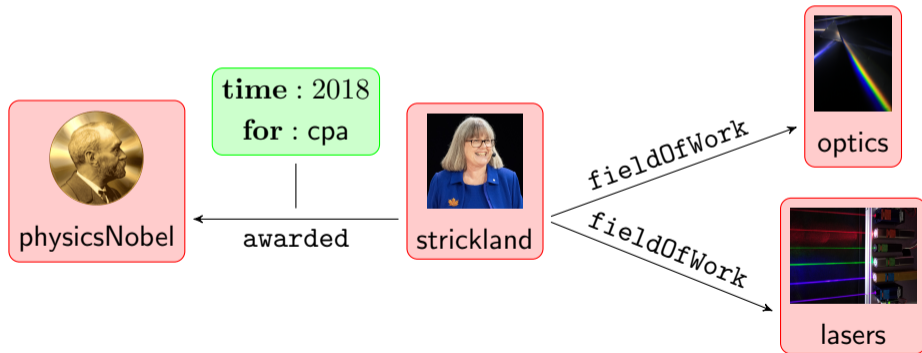 time : 2018
for : cpa
physicsNobel
awarded
strickland
fieldOfWork
optics
fieldOfWork
lasers